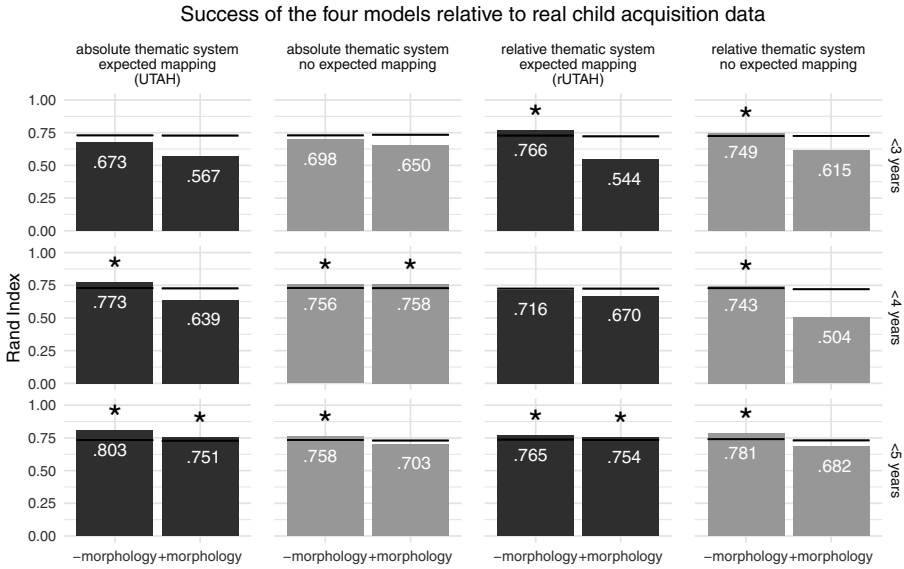 Success of the four models relative to real child acquisition data
absolute thematic system
expected mapping
(UTAH)
absolute thematic system
no expected mapping
relative thematic system
expected mapping
(rUTAH)
relative thematic system
no expected mapping
Rand Index
1.00
0.75
0.50
0.25
0.00
*
*
.673
.567
.698
.650
.766
.544
.749
.615
<3 years
1.00
0.75
0.50
0.25
0.00
*
*
*
*
.773
.639
.756
.758
.716
.670
.743
.504
<4 years
1.00
0.75
0.50
0.25
0.00
*
*
*
*
*
*
.803
.751
.758
.703
.765
.754
.781
.682
<5 years
−morphology +morphology
−morphology +morphology
−morphology +morphology
−morphology +morphology